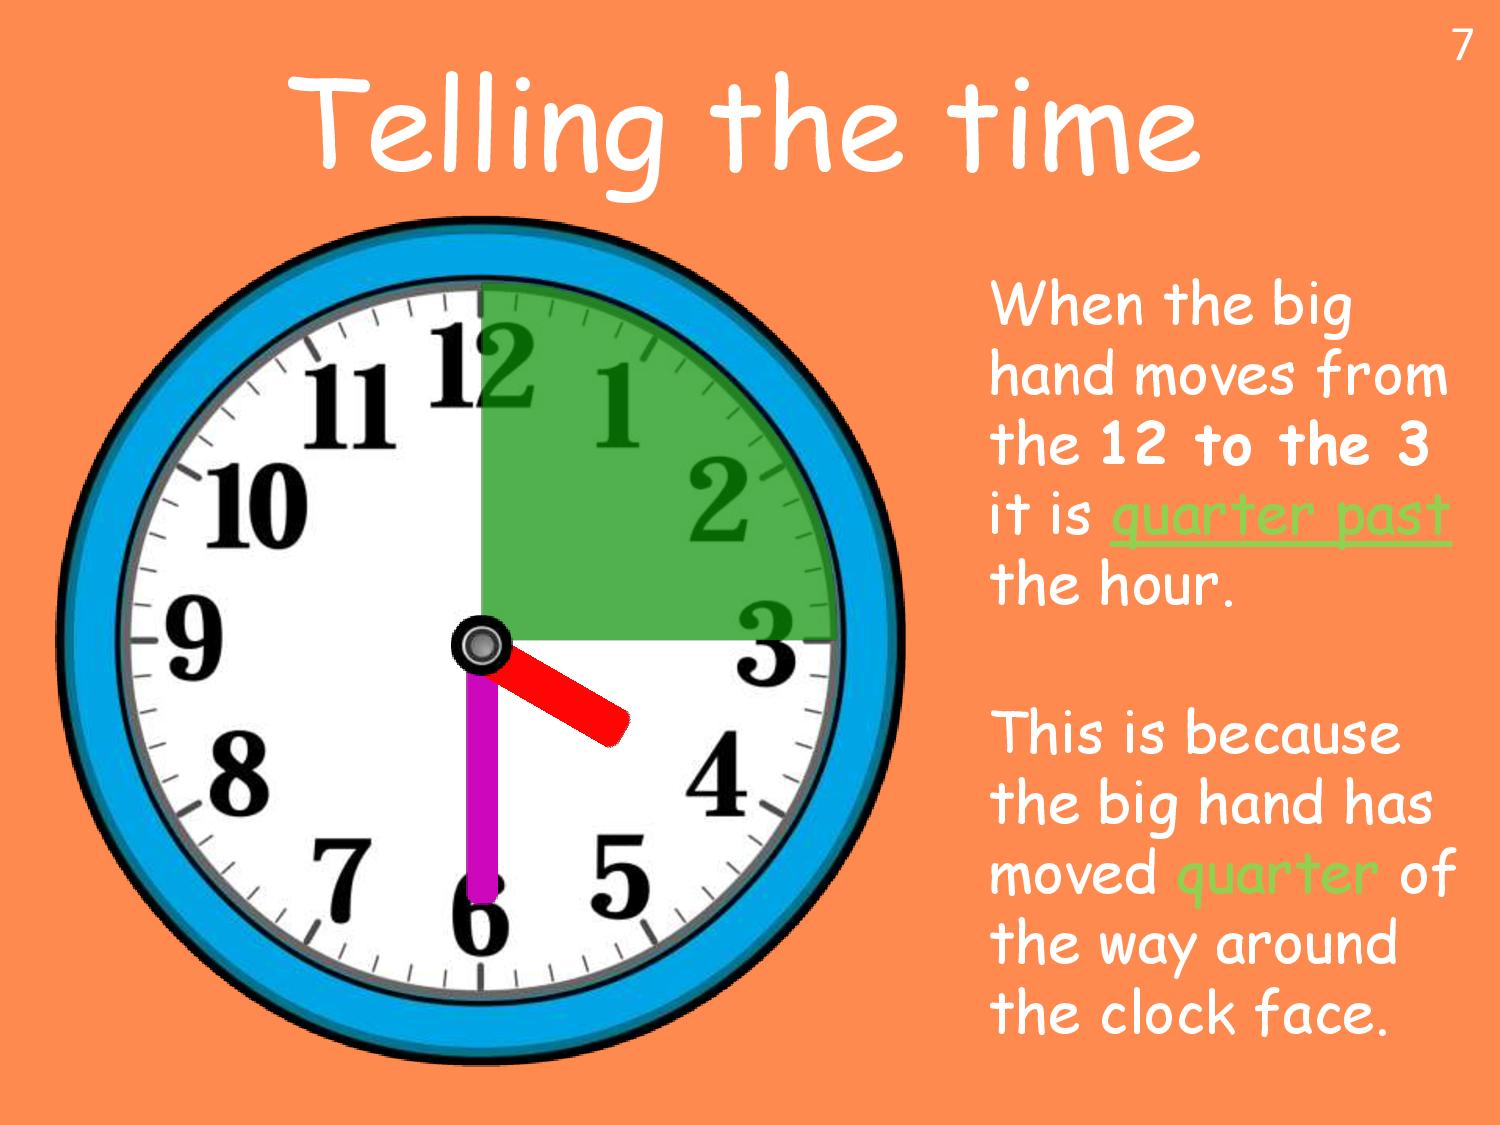 7
Telling the time
When the big
hand moves from
the 12 to the 3
it is quarter past
the hour.
This is because
the big hand has
moved quarter of
the way around
the clock face.
12
1
2
3
4
5
6
7
8
9
10
11